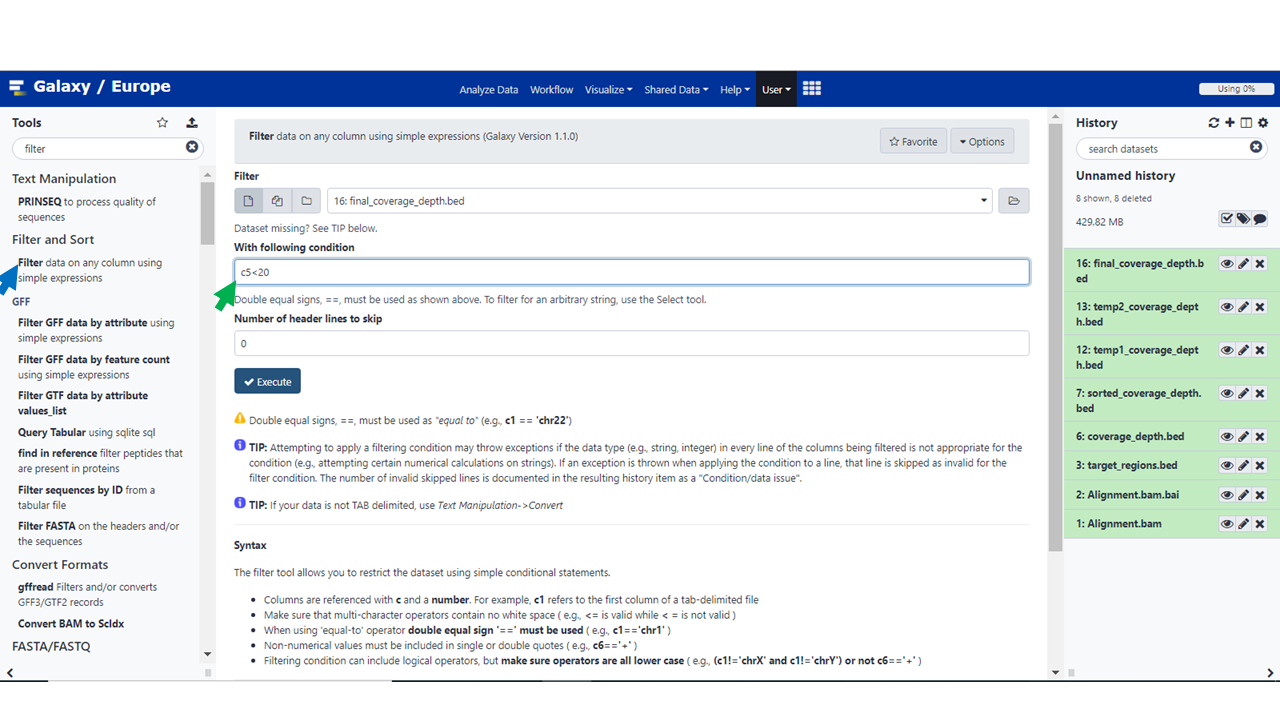 Galaxy / Europe
Analyze Data Workflow Visualize Shared Data Help User
Using 0%
Tools
filter
Text Manipulation
PRINSEQ to process quality of
sequences
Filter and Sort
Filter data on any column using
simple expressions
GFF
Filter GFF data by attribute using
simple expressions
Filter GFF data by feature count
using simple expressions
Filter GTF data by attribute
values_list
Query Tabular using sqlite sql
find in reference filter peptides that
are present in proteins
Filter sequences by ID from a
tabular file
Filter FASTA on the headers and/or
the sequences
Convert Formats
gffread Filters and/or converts
GFF3/GTF2 records
Convert BAM to ScIdx
FASTA/FASTQ
Filter data on any column using simple expressions (Galaxy Version 1.1.0)
Favorite
Options
Filter
16: final_coverage_depth.bed
Dataset missing? See TIP below.
With following condition
c5<20
Double equal signs, ==, must be used as shown above. To filter for an arbitrary string, use the Select tool.
Number of header lines to skip
0
Execute
Double equal signs, ==, must be used as "equal to" (e.g., c1 == 'chr22')
TIP: Attempting to apply a filtering condition may throw exceptions if the data type (e.g., string, integer) in every line of the columns being filtered is not appropriate for the
condition (e.g., attempting certain numerical calculations on strings). If an exception is thrown when applying the condition to a line, that line is skipped as invalid for the
filter condition. The number of invalid skipped lines is documented in the resulting history item as a "Condition/data issue".
TIP: If your data is not TAB delimited, use Text Manipulation->Convert
Syntax
The filter tool allows you to restrict the dataset using simple conditional statements.
• Columns are referenced with c and a number. For example, c1 refers to the first column of a tab-delimited file
• Make sure that multi-character operators contain no white space ( e.g., <= is valid while < = is not valid )
• When using 'equal-to' operator double equal sign '==' must be used ( e.g., c1=='chr1' )
• Non-numerical values must be included in single or double quotes ( e.g., c6=='+' )
• Filtering condition can include logical operators, but make sure operators are all lower case ( e.g., (c1!='chrX' and c1!='chrY') or not c6=='+' )
History
search datasets
Unnamed history
8 shown, 8 deleted
429.82 MB
16: final_coverage_depth.b
ed
13: temp2_coverage_dept
h.bed
12: temp1_coverage_dept
h.bed
7: sorted_coverage_depth.
bed
6: coverage_depth.bed
3: target_regions.bed
2: Alignment.bam.bai
1: Alignment.bam